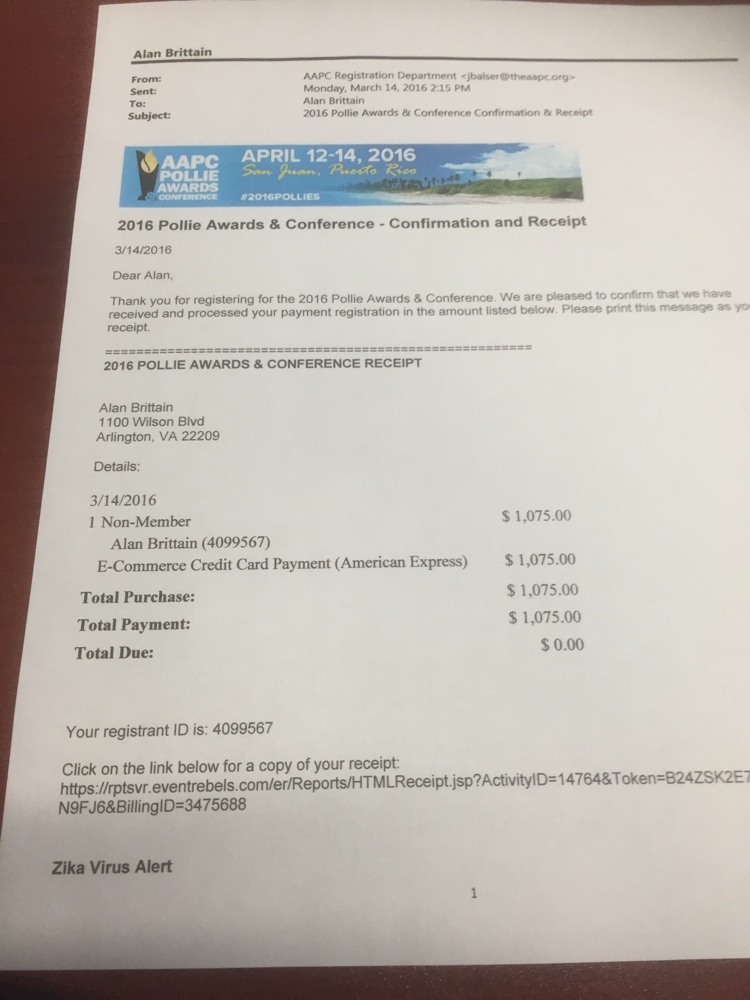 Alan Brittain
From: AAPC Registration Department <jbalser@theaapc.org>
Sent: Monday, March 14, 2016 2:15 PM
To: Alan Brittain
Subject: 2016 Pollie Awards & Conference Confirmation & Receipt
AAPC
POLLIE
AWARDS
& CONFERENCE
APRIL 12-14, 2016
San Juan, Puerto Rico
#2016POLLIES
2016 Pollie Awards & Conference - Confirmation and Receipt
3/14/2016
Dear Alan,
Thank you for registering for the 2016 Pollie Awards & Conference. We are pleased to confirm that we have
received and processed your payment registration in the amount listed below. Please print this message as yo
receipt.
=======================================================
2016 POLLIE AWARDS & CONFERENCE RECEIPT
Alan Brittain
1100 Wilson Blvd
Arlington, VA 22209
Details:
3/14/2016
1 Non-Member $ 1,075.00
Alan Brittain (4099567)
E-Commerce Credit Card Payment (American Express) $ 1,075.00
Total Purchase: $ 1,075.00
Total Payment: $ 1,075.00
Total Due: $ 0.00
Your registrant ID is: 4099567
Click on the link below for a copy of your receipt:
https://rptsvr.eventrebels.com/er/Reports/HTMLReceipt.jsp?ActivityID=14764&Token=B24ZSK2E7
N9FJ6&BillingID=3475688
Zika Virus Alert
1